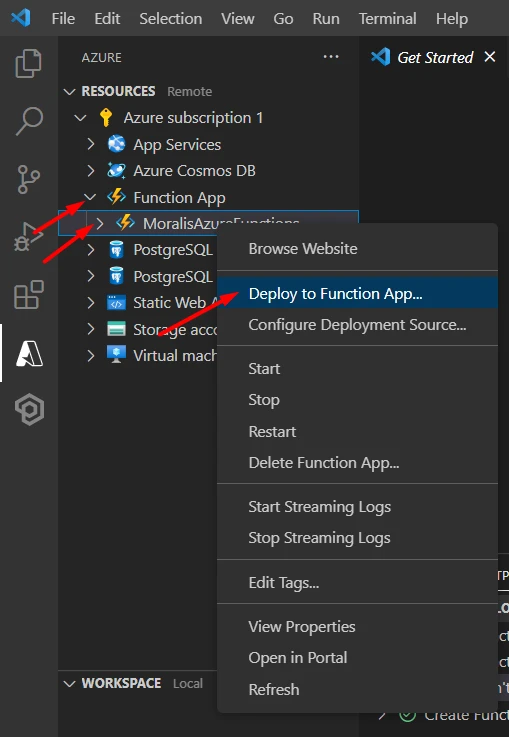 File Edit Selection View Go Run Terminal Help
AZURE
Get Started
RESOURCES Remote
Azure subscription 1
App Services
Azure Cosmos DB
Function App
MoralisAzureFunctions
PostgreSQL
PostgreSQL
Static Web A
Storage acco
Virtual mach
Browse Website
Deploy to Function App...
Configure Deployment Source...
Start
Stop
Restart
Delete Function App...
Start Streaming Logs
Stop Streaming Logs
Edit Tags...
View Properties
Open in Portal
Refresh
WORKSPACE Local
Create Func